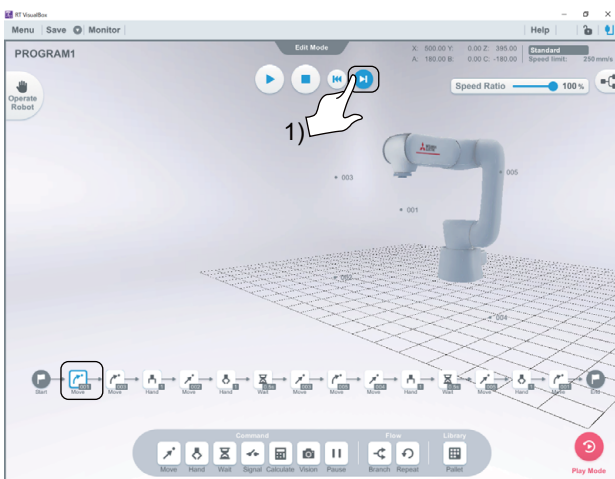 RT VisualBox
Menu Save Monitor Help
PROGRAM1
Edit Mode
X: 500.00 Y: 0.00 Z: 395.00 Standard
A: 180.00 B: 0.00 C: -180.00 Speed limit: 250 mm/s
Operate
Robot
Speed Ratio 100 %
1)
003
005
001
002
004
Start Move Move Hand Move Hand Wait Move Move Move Hand Wait Move Hand Move End
Command Flow Library
Move Hand Wait Signal Calculate Vision Pause Branch Repeat Pallet
Play Mode